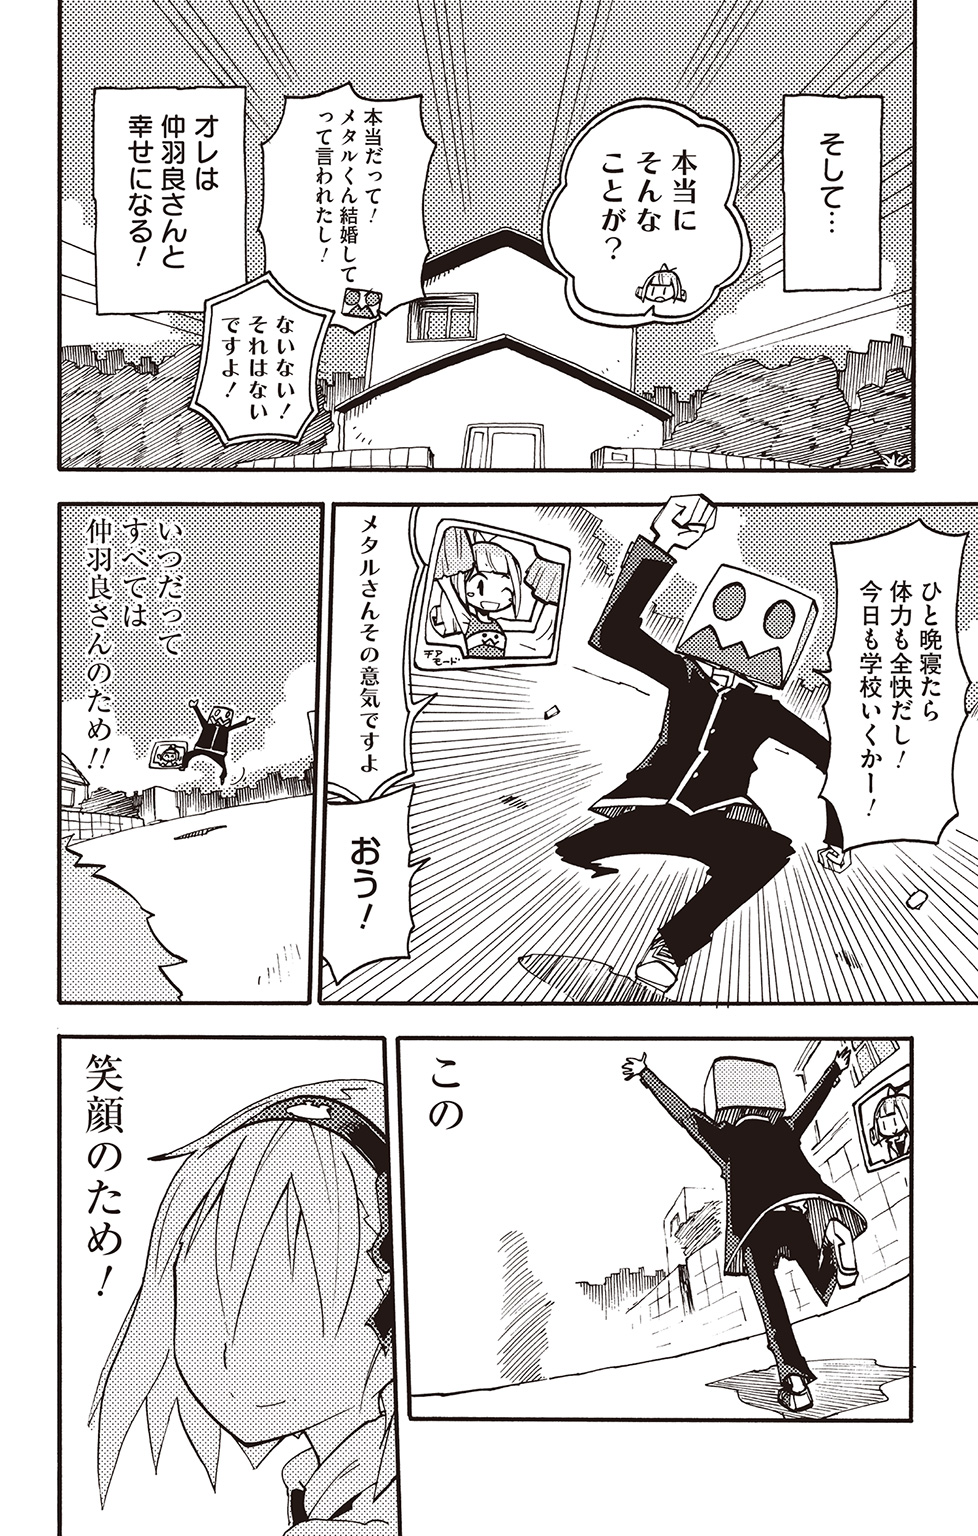 そして…
本当に
そんな
ことが？
本当だって！
メタルくん結婚して
って言われたし！
ないない！
それはない
ですよ！
オレは
仲羽良さんと
幸せになる！
ひと晩寝たら
体力も全快だし！
今日も学校いくかー！
メタルさんその意気ですよ
チア
モード
おう！
いつだって
すべては
仲羽良さんのため!!
この
笑顔のため！